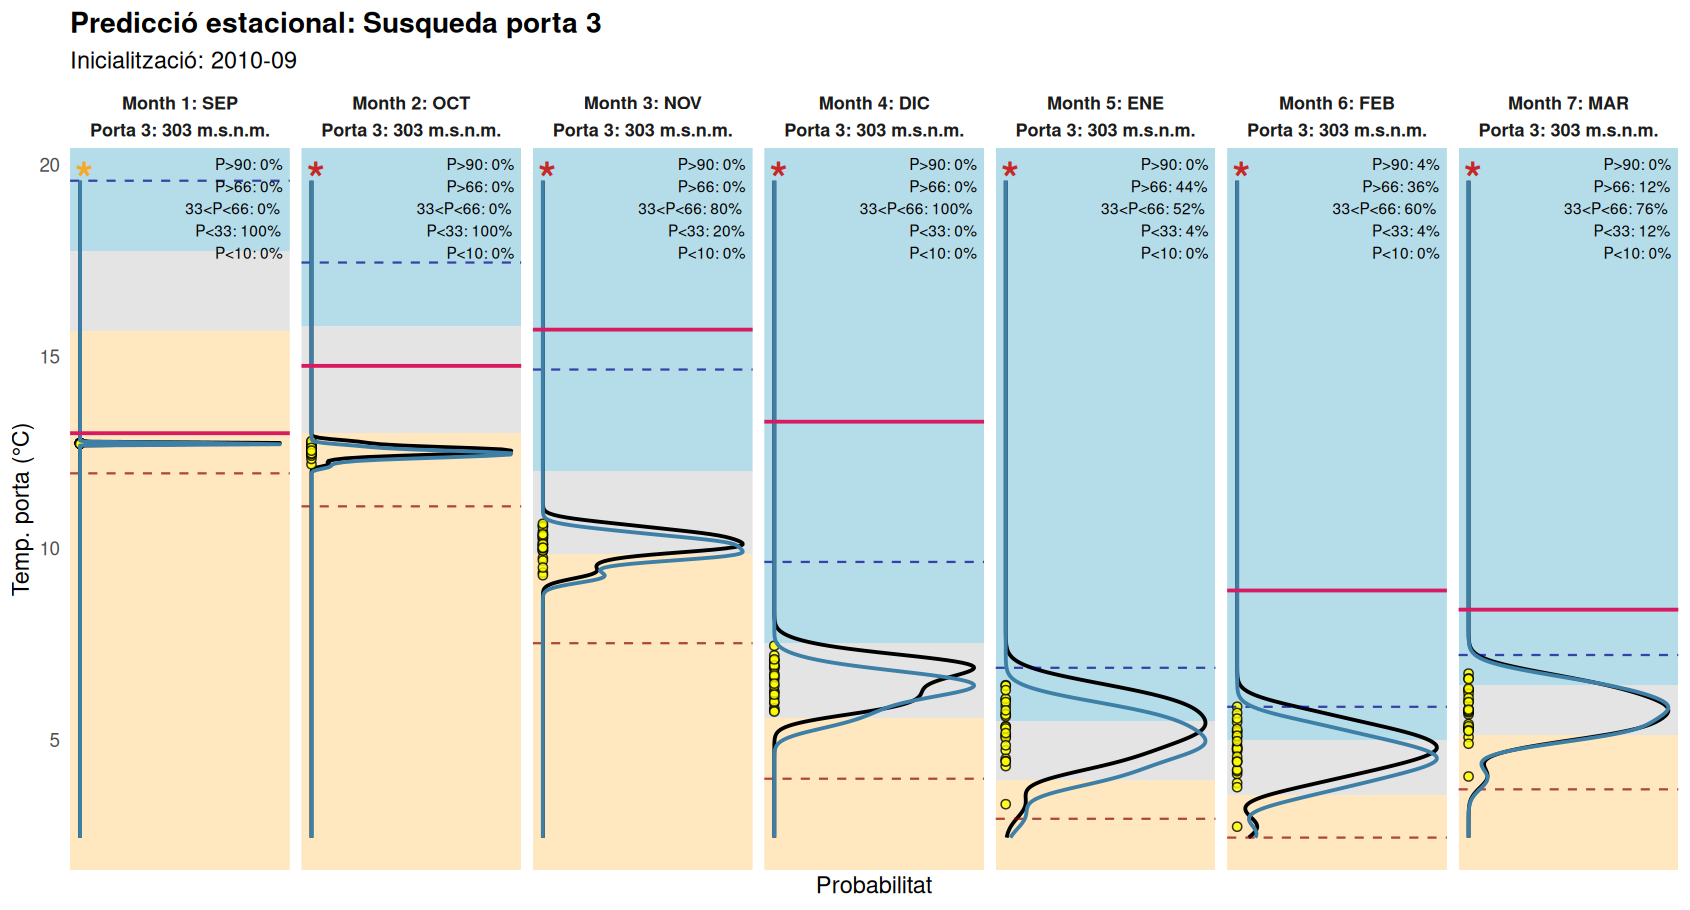 Predicció estacional: Susqueda porta 3
Inicialització: 2010-09
Month 1: SEP
Porta 3: 303 m.s.n.m.
Month 2: OCT
Porta 3: 303 m.s.n.m.
Month 3: NOV
Porta 3: 303 m.s.n.m.
Month 4: DIC
Porta 3: 303 m.s.n.m.
Month 5: ENE
Porta 3: 303 m.s.n.m.
Month 6: FEB
Porta 3: 303 m.s.n.m.
Month 7: MAR
Porta 3: 303 m.s.n.m.
Temp. porta (°C)
20
15
10
5
*
P>90: 0%
P>66: 0%
33<P<66: 0%
P<33: 100%
P<10: 0%
*
P>90: 0%
P>66: 0%
33<P<66: 0%
P<33: 100%
P<10: 0%
*
P>90: 0%
P>66: 0%
33<P<66: 80%
P<33: 20%
P<10: 0%
*
P>90: 0%
P>66: 0%
33<P<66: 100%
P<33: 0%
P<10: 0%
*
P>90: 0%
P>66: 44%
33<P<66: 52%
P<33: 4%
P<10: 0%
*
P>90: 4%
P>66: 36%
33<P<66: 60%
P<33: 4%
P<10: 0%
*
P>90: 0%
P>66: 12%
33<P<66: 76%
P<33: 12%
P<10: 0%
Probabilitat